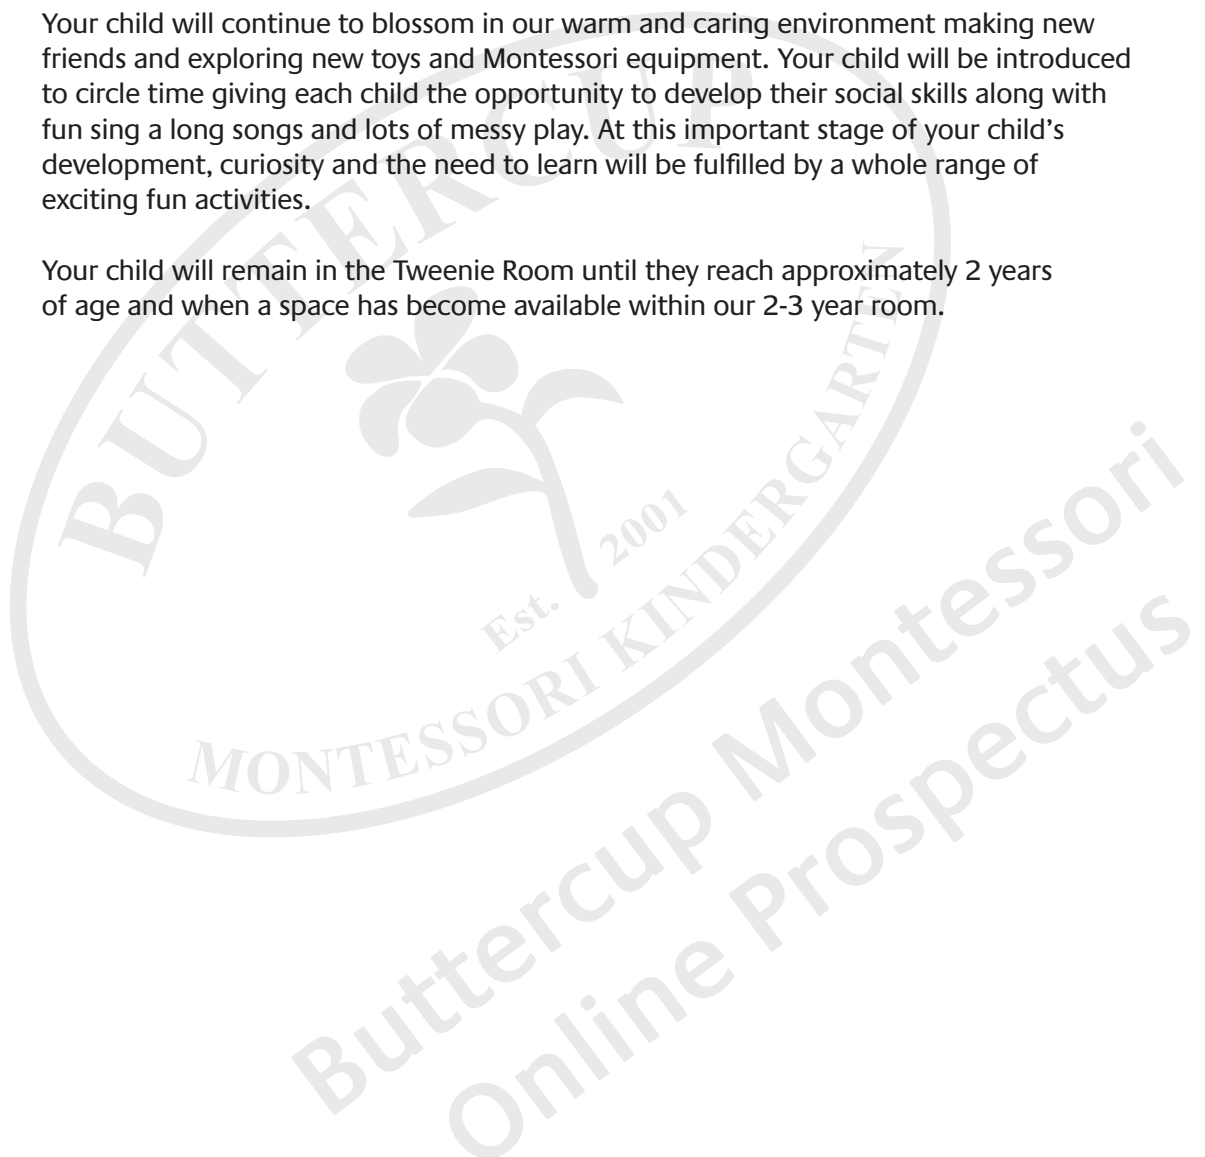 Your child will continue to blossom in our warm and caring environment making new
friends and exploring new toys and Montessori equipment. Your child will be introduced
to circle time giving each child the opportunity to develop their social skills along with
fun sing a long songs and lots of messy play. At this important stage of your child’s
development, curiosity and the need to learn will be fulfilled by a whole range of
exciting fun activities.
Your child will remain in the Tweenie Room until they reach approximately 2 years
of age and when a space has become available within our 2-3 year room.
BUTTERCUP
Est. 2001
MONTESSORI KINDERGARTEN
Buttercup Montessori
Online Prospectus